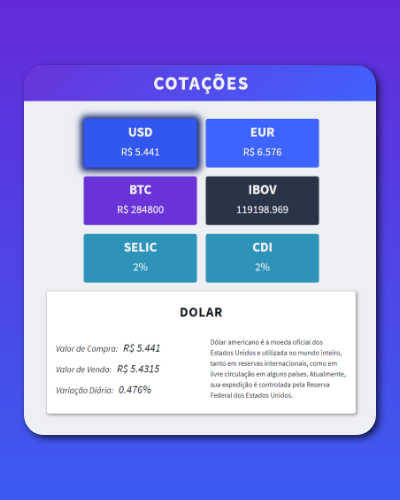 COTAÇÕES
USD
R$ 5.441
EUR
R$ 6.576
BTC
R$ 284800
IBOV
119198.969
SELIC
2%
CDI
2%
DOLAR
Valor de Compra: R$ 5.441
Valor de Venda: R$ 5.4315
Variação Diária: 0.476%
Dólar americano é a moeda oficial dos
Estados Unidos e utilizada no mundo inteiro,
tanto em reservas internacionais, como em
livre circulação em alguns países. Atualmente,
sua expedição é controlada pela Reserva
Federal dos Estados Unidos.